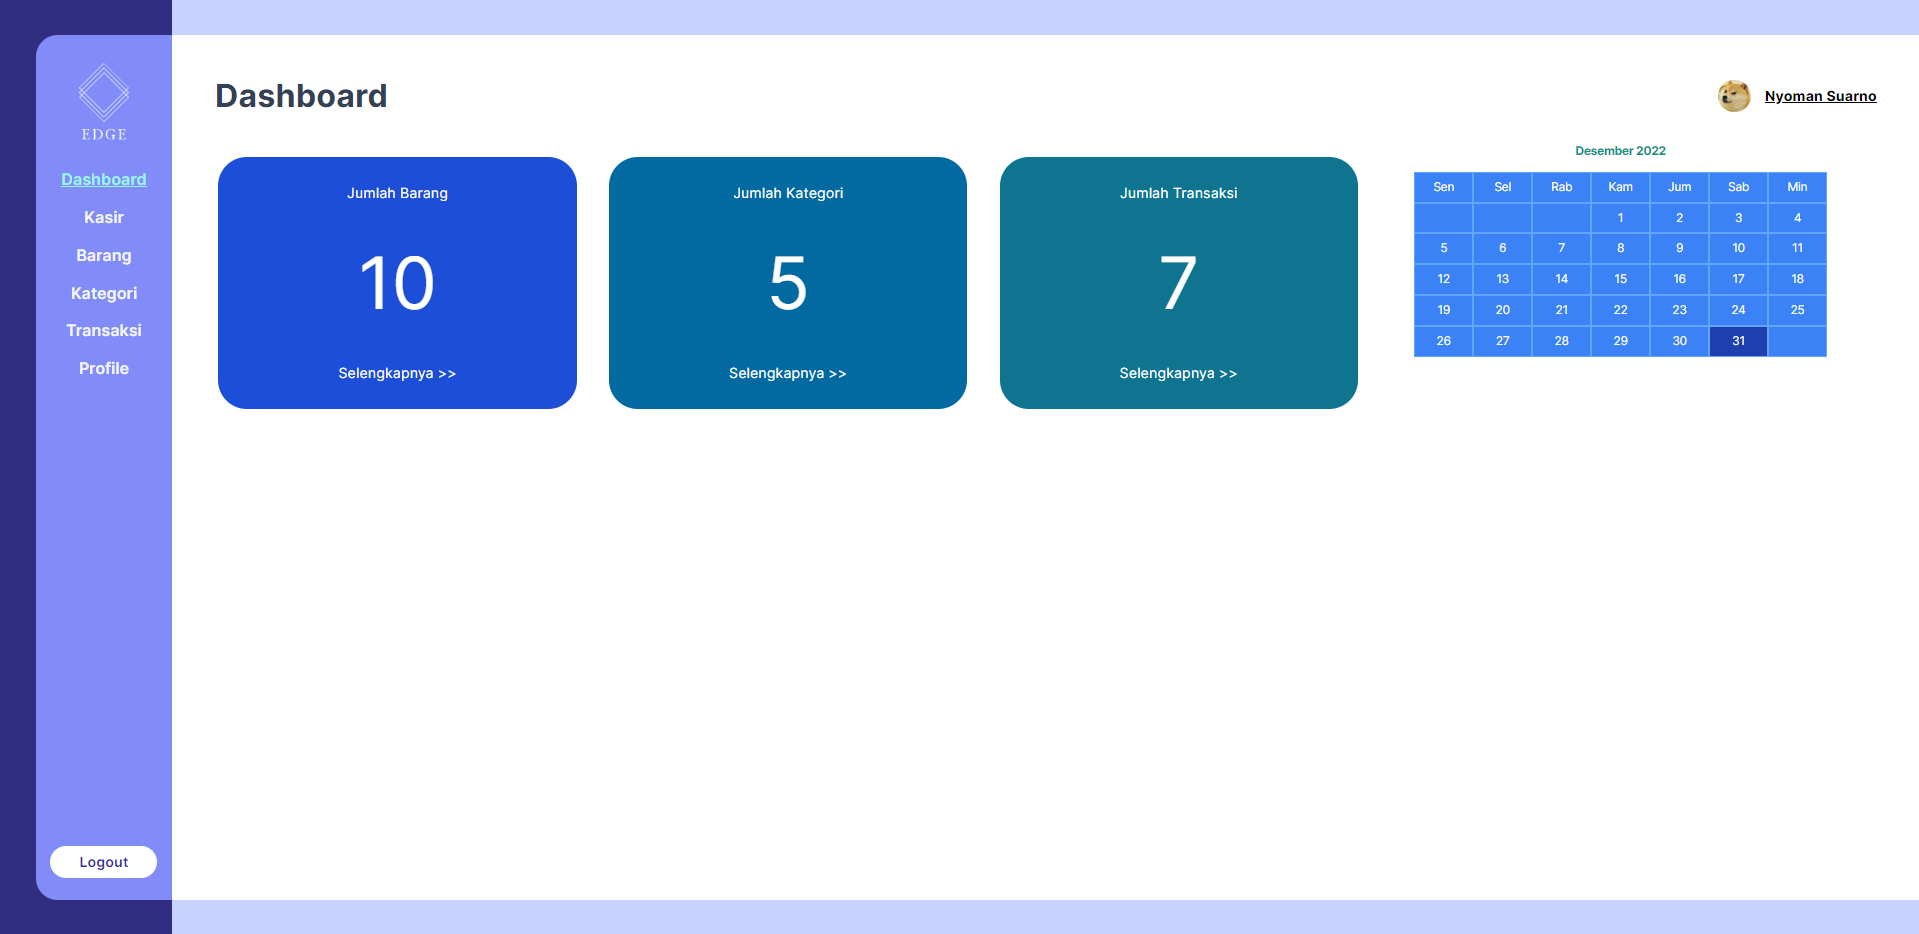 EDGE
Dashboard
Kasir
Barang
Kategori
Transaksi
Profile
Logout
Dashboard
Nyoman Suarno
Jumlah Barang
10
Selengkapnya >>
Jumlah Kategori
5
Selengkapnya >>
Jumlah Transaksi
7
Selengkapnya >>
Desember 2022
Sen Sel Rab Kam Jum Sab Min
1 2 3 4
5 6 7 8 9 10 11
12 13 14 15 16 17 18
19 20 21 22 23 24 25
26 27 28 29 30 31